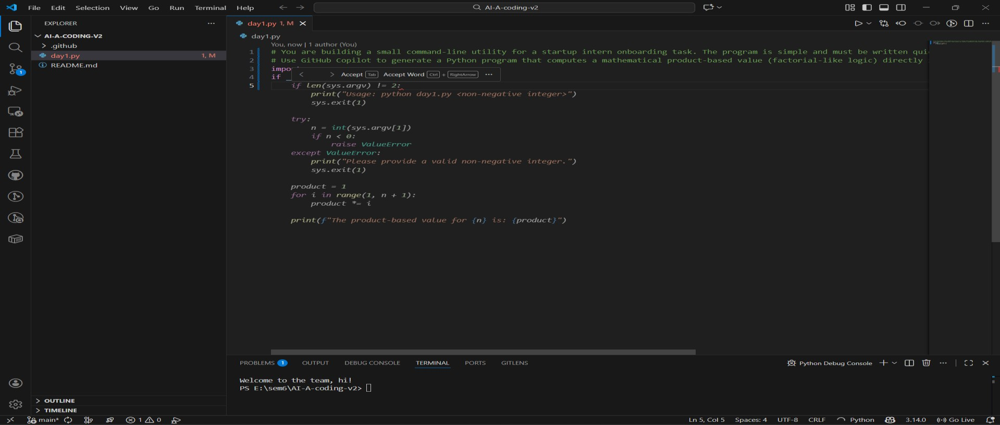 File Edit Selection View Go Run Terminal Help
AI-A-coding-v2
EXPLORER
AI-A-CODING-V2
.github
day1.py 1, M
README.md
OUTLINE
TIMELINE
day1.py 1, M
day1.py
You, now | 1 author (You)
1 # You are building a small command-line utility for a startup intern onboarding task. The program is simple and must be written qui
2 # Use GitHub Copilot to generate a Python program that computes a mathematical product-based value (factorial-like logic) directly
3 impo
Accept Tab Accept Word Ctrl + RightArrow
4 if _
5 if len(sys.argv) != 2:
print("Usage: python day1.py <non-negative integer>")
sys.exit(1)
try:
n = int(sys.argv[1])
if n < 0:
raise ValueError
except ValueError:
print("Please provide a valid non-negative integer.")
sys.exit(1)
product = 1
for i in range(1, n + 1):
product *= i
print(f"The product-based value for {n} is: {product}")
PROBLEMS 1 OUTPUT DEBUG CONSOLE TERMINAL PORTS GITLENS
Python Debug Console
Welcome to the team, hi!
PS E:\sem6\AI-A-coding-v2>
main* 1 0
Ln 5, Col 5 Spaces: 4 UTF-8 CRLF Python 3.14.0 Go Live